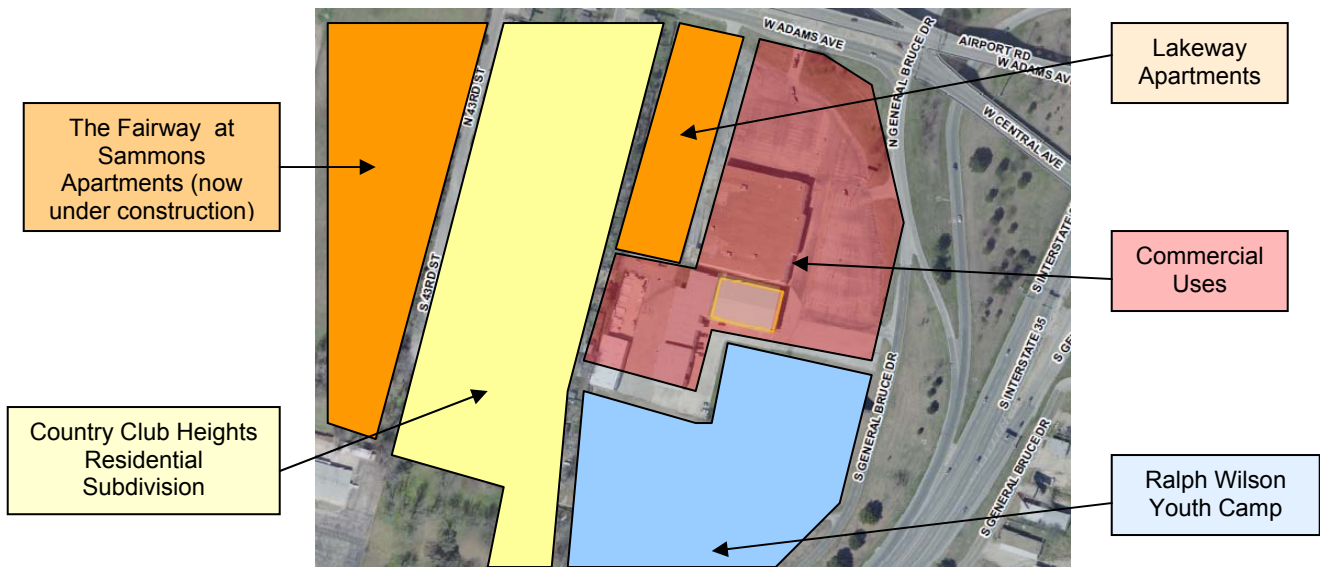 W ADAMS AVE
N GENERAL BRUCE DR
AIRPORT RD
W ADAMS AVE
W CENTRAL AVE
Lakeway
Apartments
The Fairway at
Sammons
Apartments (now
under construction)
N 43RD ST
S 43RD ST
Commercial
Uses
S INTERSTATE 35
S INTERSTATE 35
Country Club Heights
Residential
Subdivision
S GENERAL BRUCE DR
S GENERAL BRUCE DR
Ralph Wilson
Youth Camp